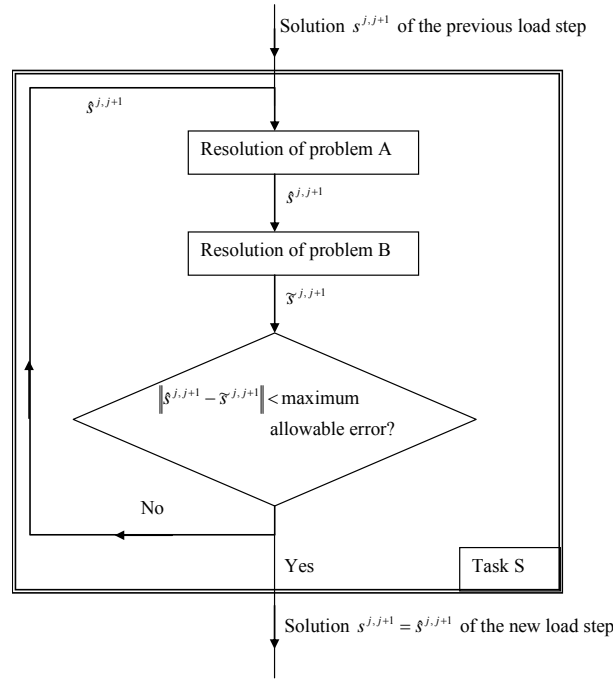 Solution s^{j,j+1} of the previous load step
ŝ^{j,j+1}
Resolution of problem A
ŝ^{j,j+1}
Resolution of problem B
s̃^{j,j+1}
‖ŝ^{j,j+1} − s̃^{j,j+1}‖ < maximum
allowable error?
No
Yes
Task S
Solution s^{j,j+1} = ŝ^{j,j+1} of the new load step